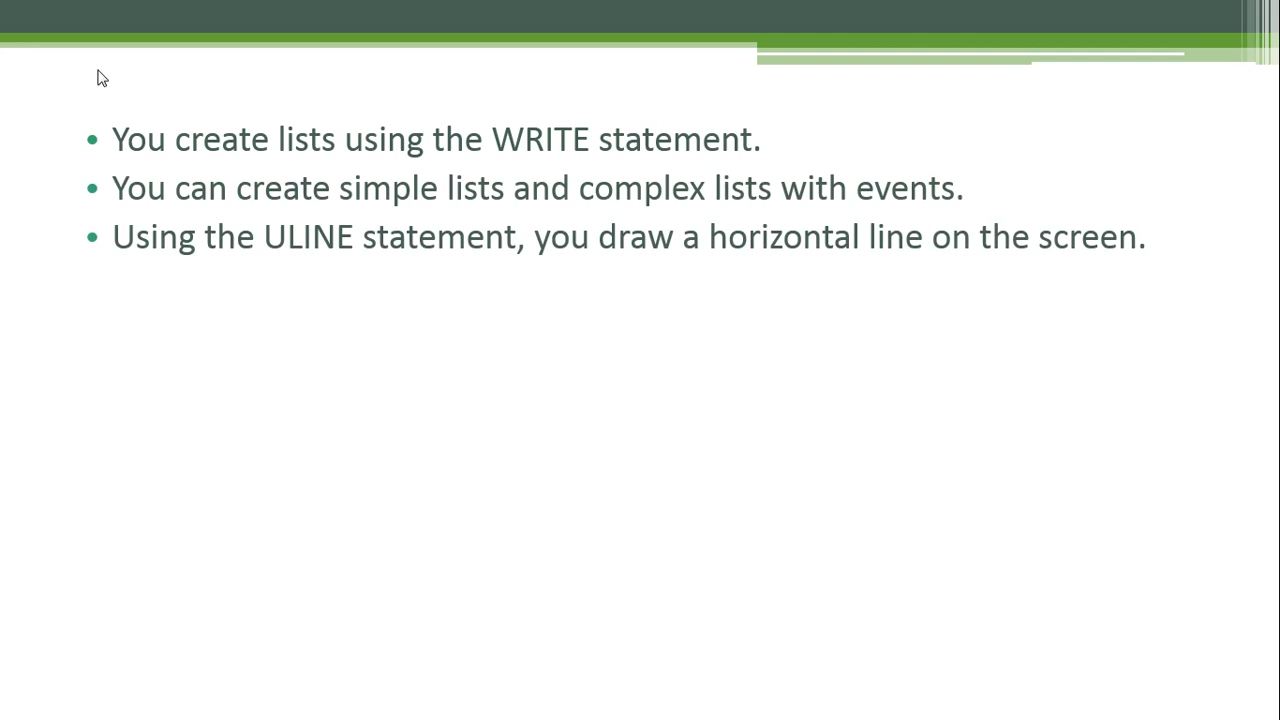 • You create lists using the WRITE statement.
• You can create simple lists and complex lists with events.
• Using the ULINE statement, you draw a horizontal line on the screen.